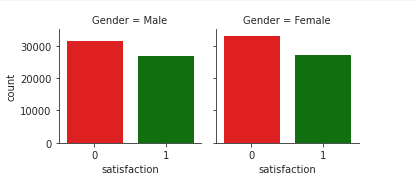 Gender = Male
Gender = Female
count
30000
20000
10000
0
0 1
0 1
satisfaction
satisfaction